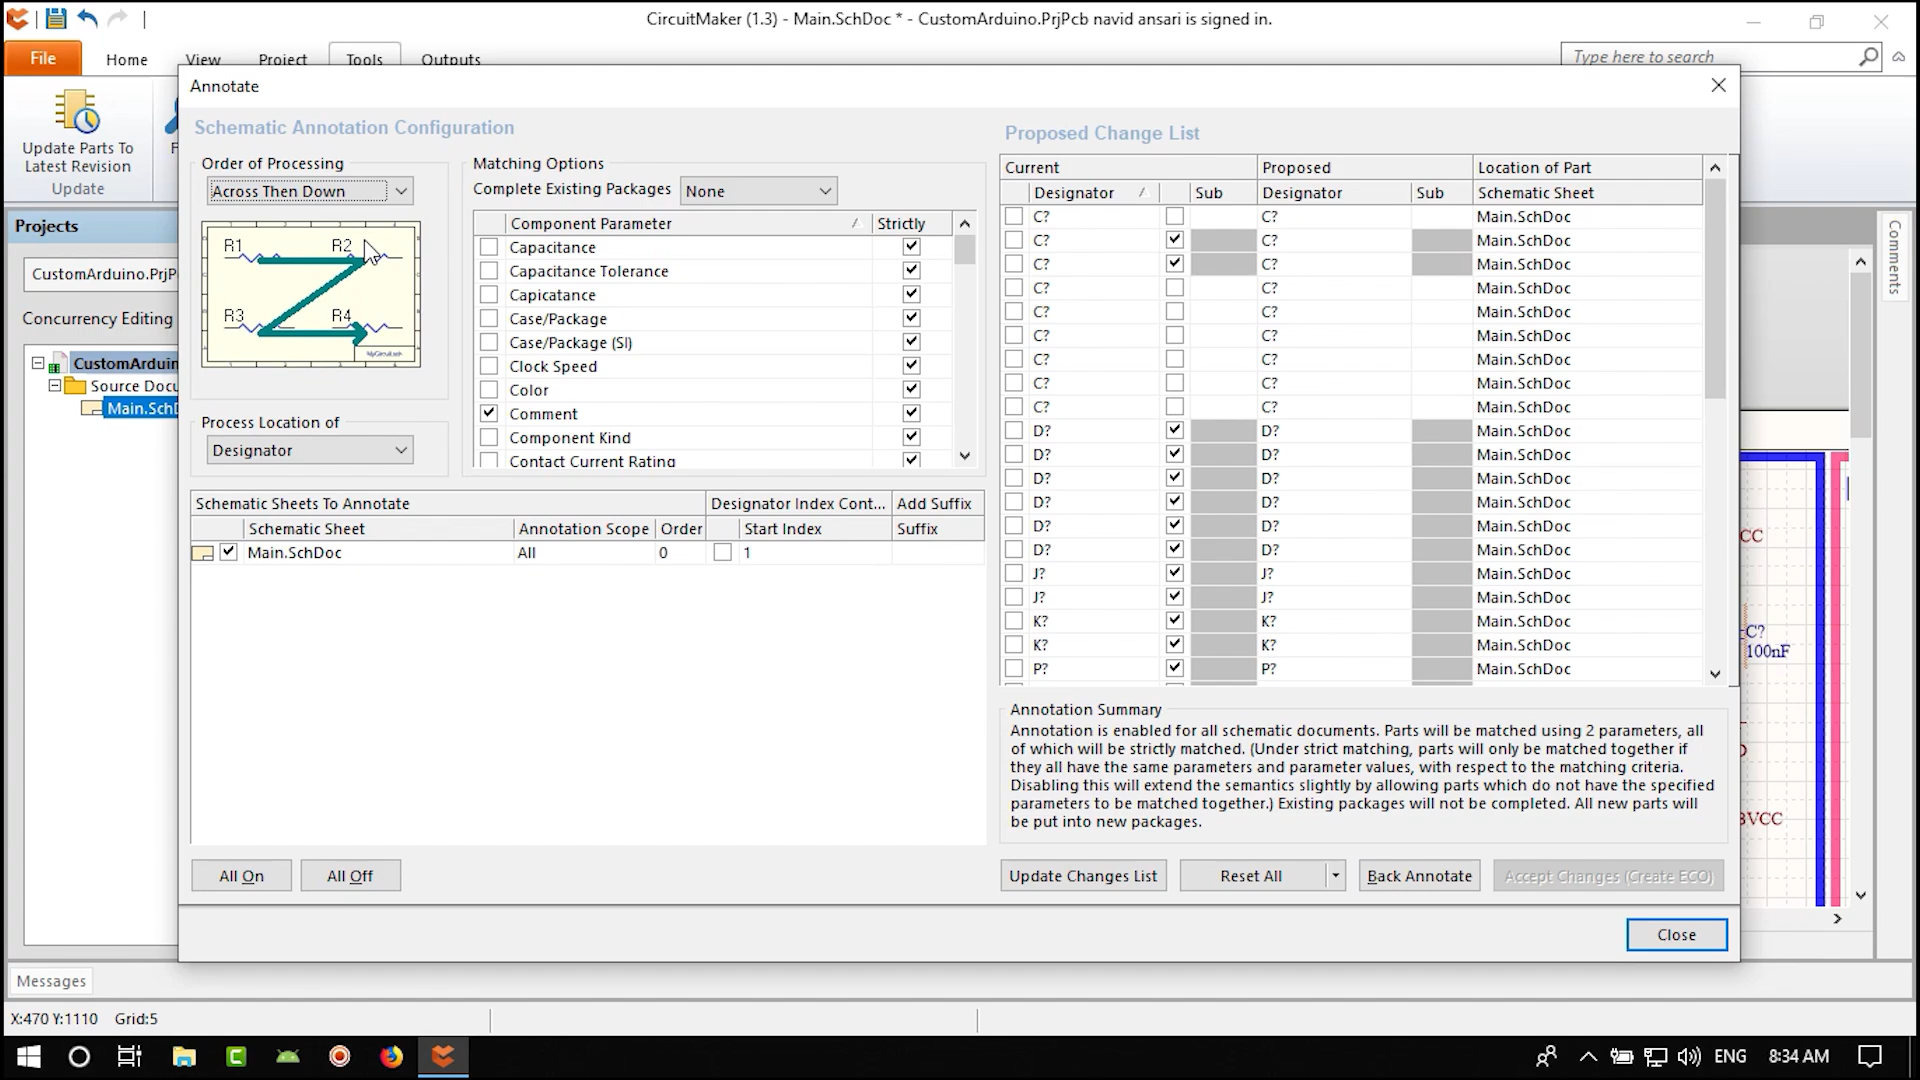 CircuitMaker (1.3) - Main.SchDoc * - CustomArduino.PrjPcb navid ansari is signed in.
File Home View Project Tools Outputs
Type here to search
Update Parts To
Latest Revision
Update
Projects
CustomArduino.PrjP
Concurrency Editing
CustomArduin
Source Docu
Main.SchD
Messages
X:470 Y:1110 Grid:5
Annotate
Schematic Annotation Configuration
Order of Processing
Across Then Down
R1 R2
R3 R4
Process Location of
Designator
Matching Options
Complete Existing Packages None
Component Parameter Strictly
Capacitance
Capacitance Tolerance
Capicatance
Case/Package
Case/Package (SI)
Clock Speed
Color
Comment
Component Kind
Contact Current Rating
Schematic Sheets To Annotate Designator Index Cont... Add Suffix
Schematic Sheet Annotation Scope Order Start Index Suffix
Main.SchDoc All 0 1
All On All Off
Proposed Change List
Current Proposed Location of Part
Designator Sub Designator Sub Schematic Sheet
C? C? Main.SchDoc
C? C? Main.SchDoc
C? C? Main.SchDoc
C? C? Main.SchDoc
C? C? Main.SchDoc
C? C? Main.SchDoc
C? C? Main.SchDoc
C? C? Main.SchDoc
C? C? Main.SchDoc
D? D? Main.SchDoc
D? D? Main.SchDoc
D? D? Main.SchDoc
D? D? Main.SchDoc
D? D? Main.SchDoc
D? D? Main.SchDoc
J? J? Main.SchDoc
J? J? Main.SchDoc
K? K? Main.SchDoc
K? K? Main.SchDoc
P? P? Main.SchDoc
Annotation Summary
Annotation is enabled for all schematic documents. Parts will be matched using 2 parameters, all
of which will be strictly matched. (Under strict matching, parts will only be matched together if
they all have the same parameters and parameter values, with respect to the matching criteria.
Disabling this will extend the semantics slightly by allowing parts which do not have the specified
parameters to be matched together.) Existing packages will not be completed. All new parts will
be put into new packages.
Update Changes List Reset All Back Annotate Accept Changes (Create ECO)
Close
Comments
CC
C?
100nF
VCC
ENG 8:34 AM